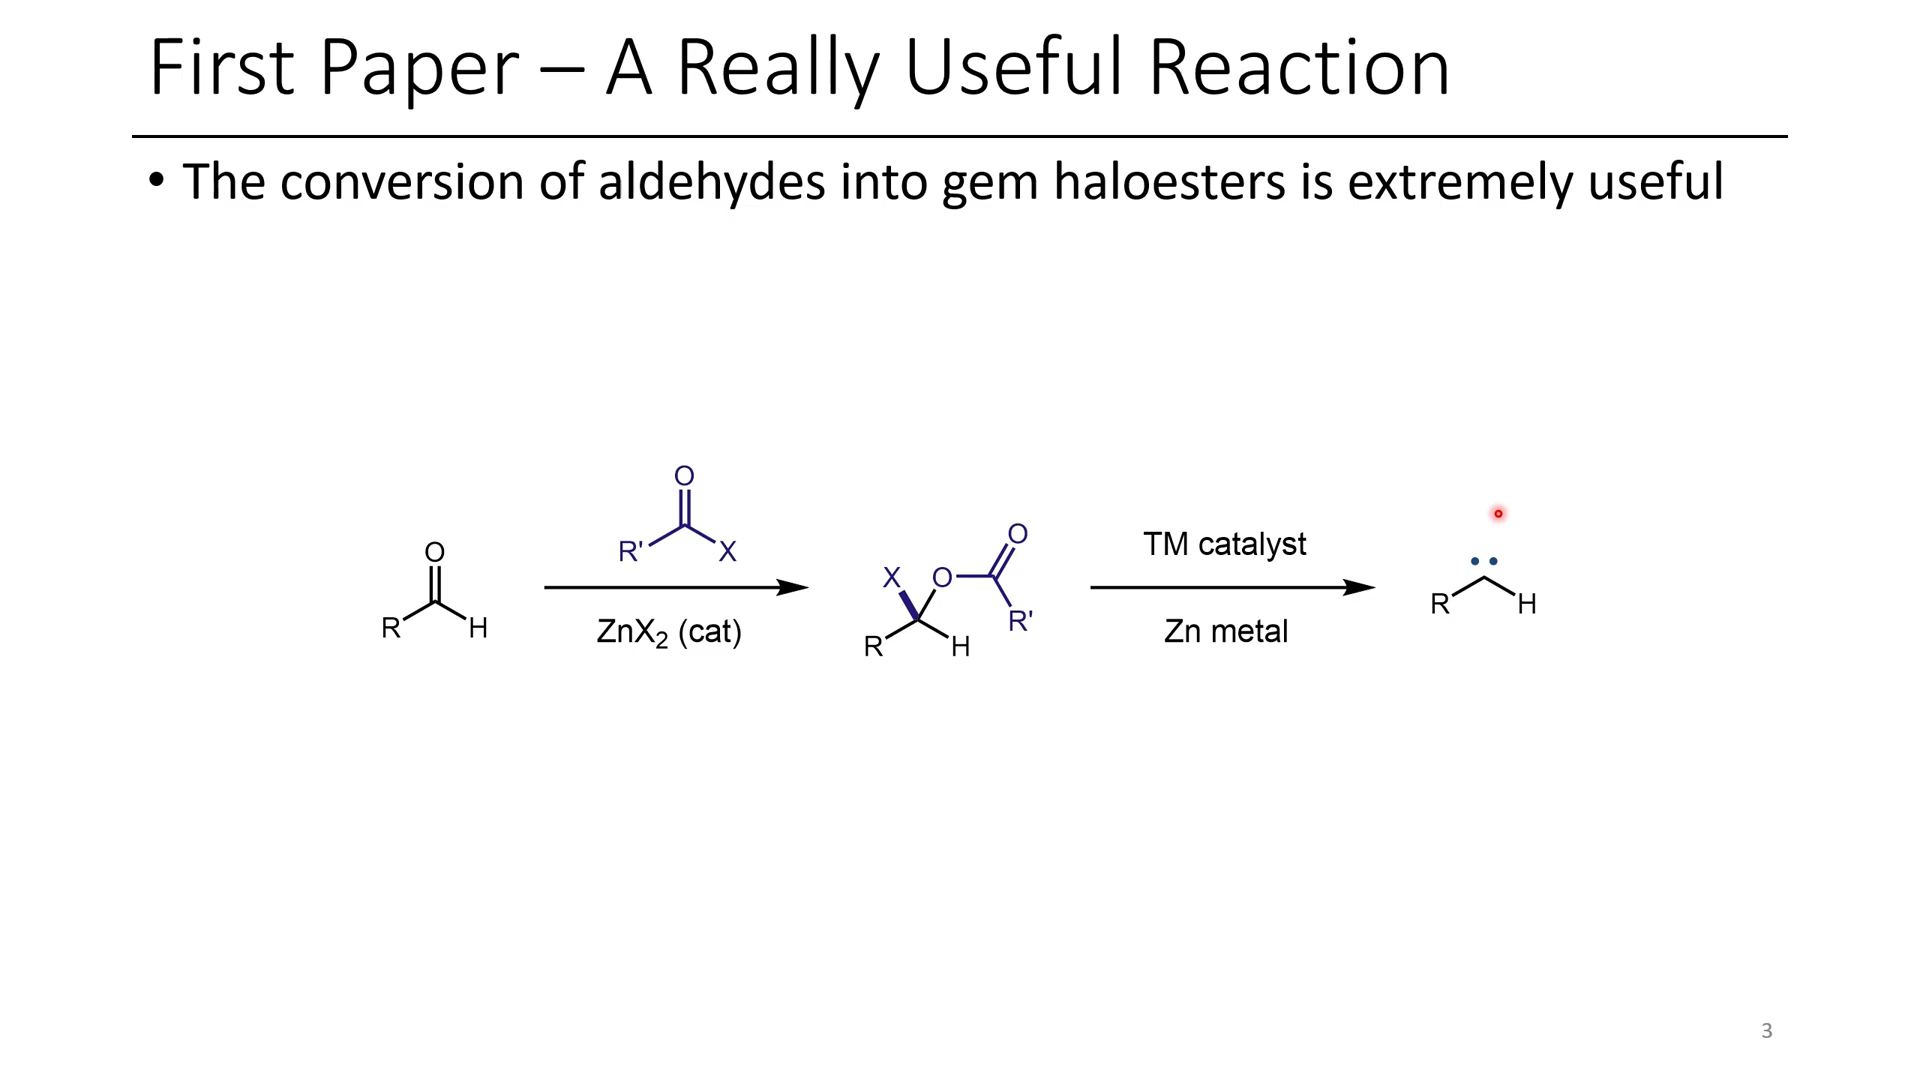 First Paper – A Really Useful Reaction
• The conversion of aldehydes into gem haloesters is extremely useful
O
R H
O
R' X
ZnX₂ (cat)
X O O
R'
R H
TM catalyst
Zn metal
R H
3